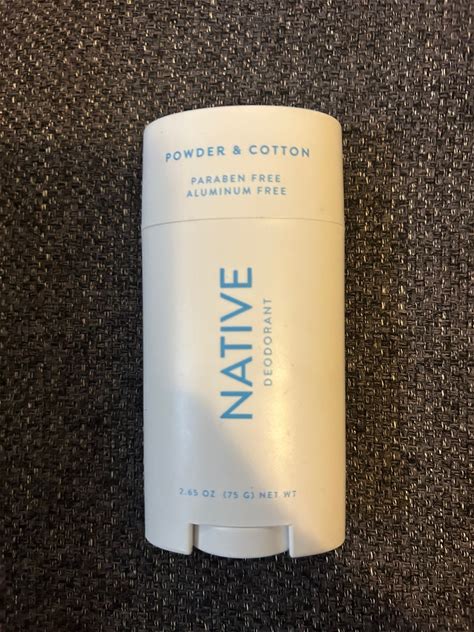 POWDER & COTTON
PARABEN FREE
ALUMINUM FREE
NATIVE
DEODORANT
2.65 OZ (75 G) NET WT